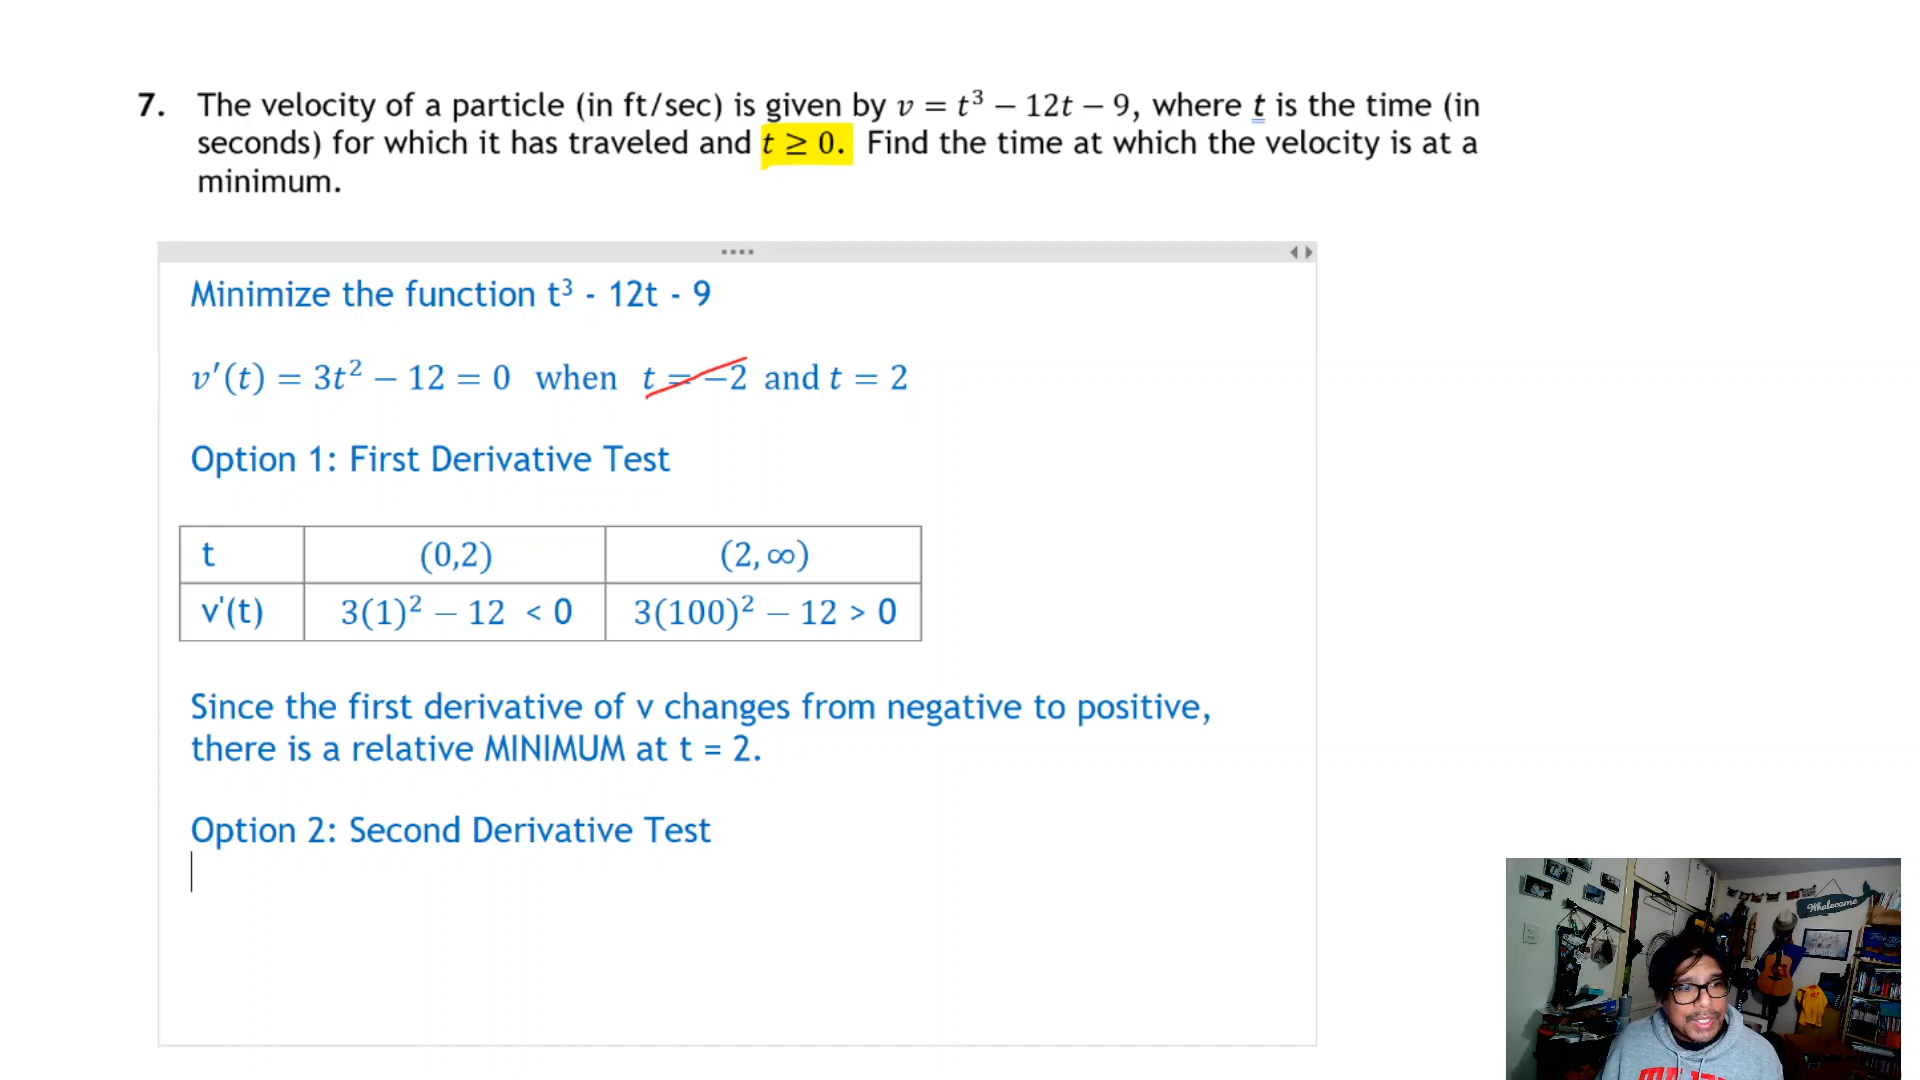 7. The velocity of a particle (in ft/sec) is given by v = t³ – 12t – 9, where t is the time (in
seconds) for which it has traveled and t ≥ 0. Find the time at which the velocity is at a
minimum.
Minimize the function t³ - 12t - 9
v′(t) = 3t² – 12 = 0 when t = –2 and t = 2
Option 1: First Derivative Test
t (0,2) (2, ∞)
v'(t) 3(1)² – 12 < 0 3(100)² – 12 > 0
Since the first derivative of v changes from negative to positive,
there is a relative MINIMUM at t = 2.
Option 2: Second Derivative Test
Whalecome